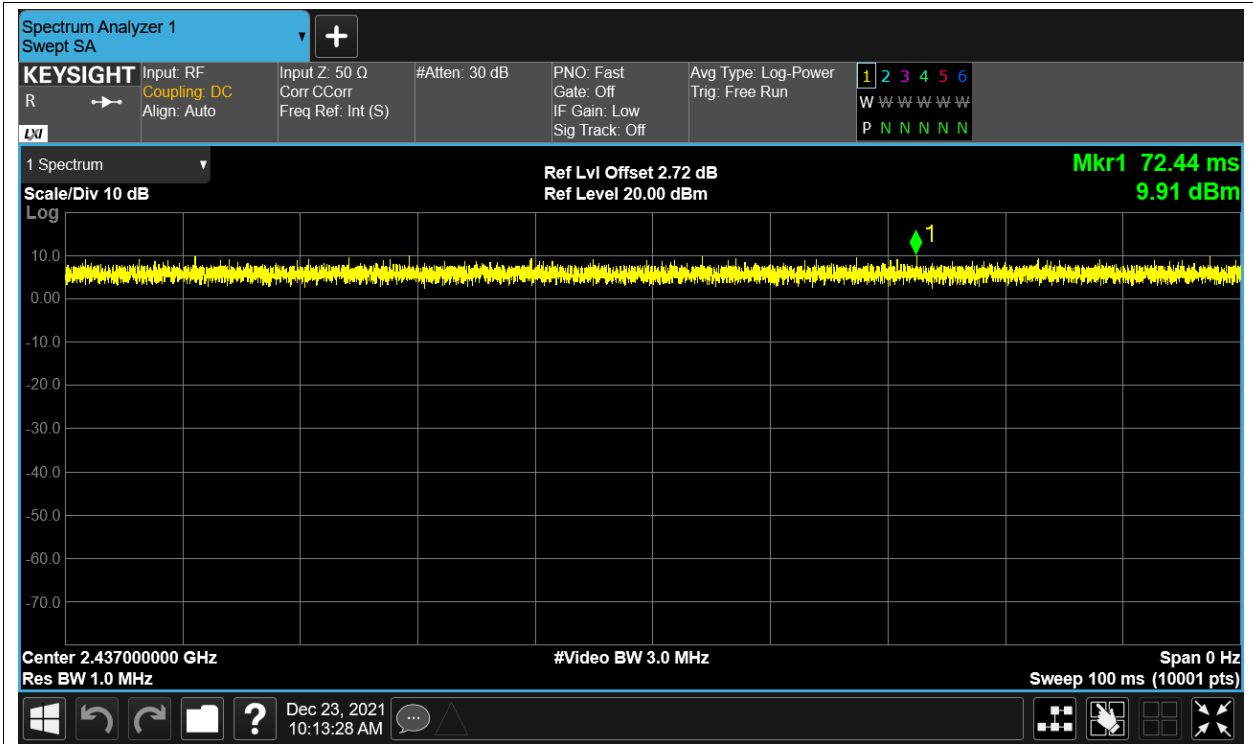 Spectrum Analyzer 1
Swept SA
KEYSIGHT Input: RF Input Z: 50 Ω #Atten: 30 dB PNO: Fast Avg Type: Log-Power 1 2 3 4 5 6
R Coupling: DC Corr CCorr Gate: Off Trig: Free Run W W W W W W
Align: Auto Freq Ref: Int (S) IF Gain: Low
LXI Sig Track: Off P N N N N N
1 Spectrum Ref Lvl Offset 2.72 dB Mkr1 72.44 ms
Scale/Div 10 dB Ref Level 20.00 dBm 9.91 dBm
Log
1
10.0
0.00
-10.0
-20.0
-30.0
-40.0
-50.0
-60.0
-70.0
Center 2.437000000 GHz #Video BW 3.0 MHz Span 0 Hz
Res BW 1.0 MHz Sweep 100 ms (10001 pts)
? Dec 23, 2021
10:13:28 AM